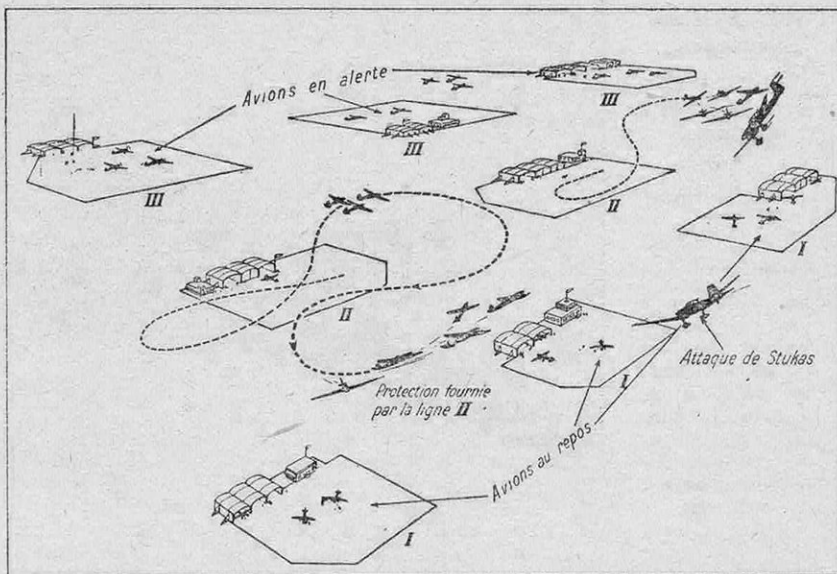 Avions en alerte
III
III
III
II
I
II
Attaque de Stukas
I
Protection fournie
par la ligne II
Avions au repos
I